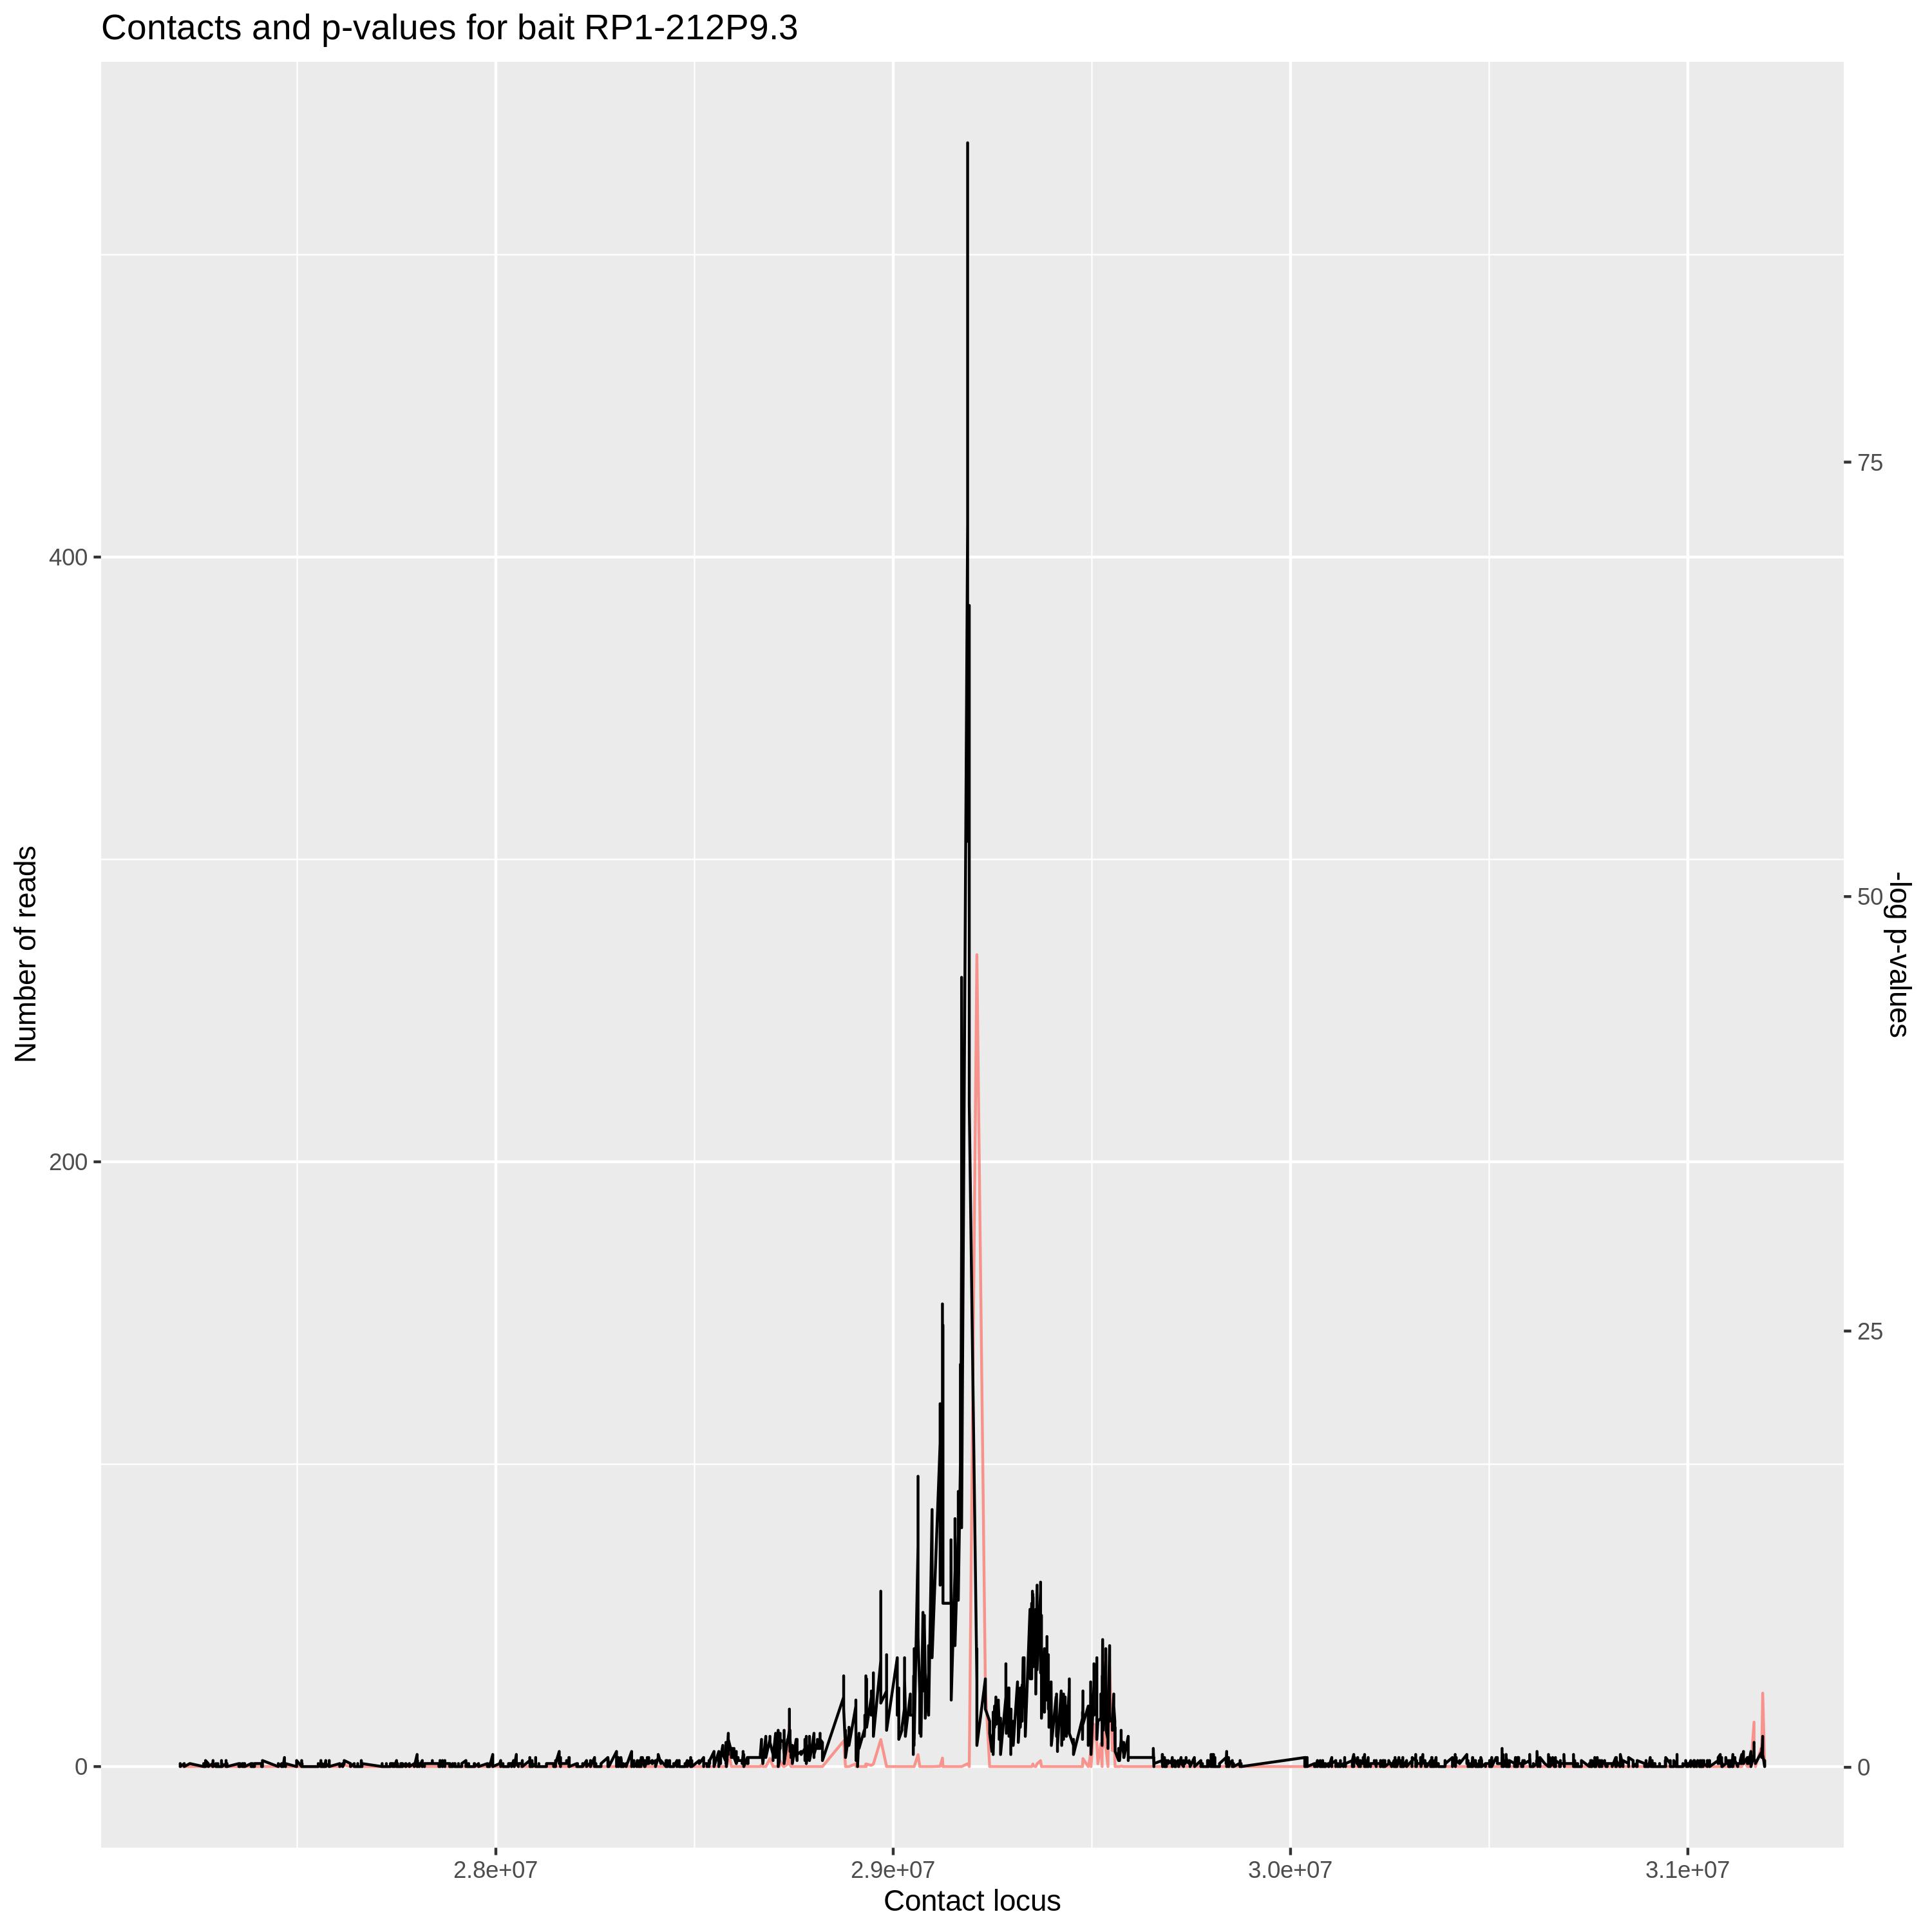 Contacts and p-values for bait RP1-212P9.3
400
200
0
Number of reads
75
50
25
0
-log p-values
2.8e+07
2.9e+07
3.0e+07
3.1e+07
Contact locus